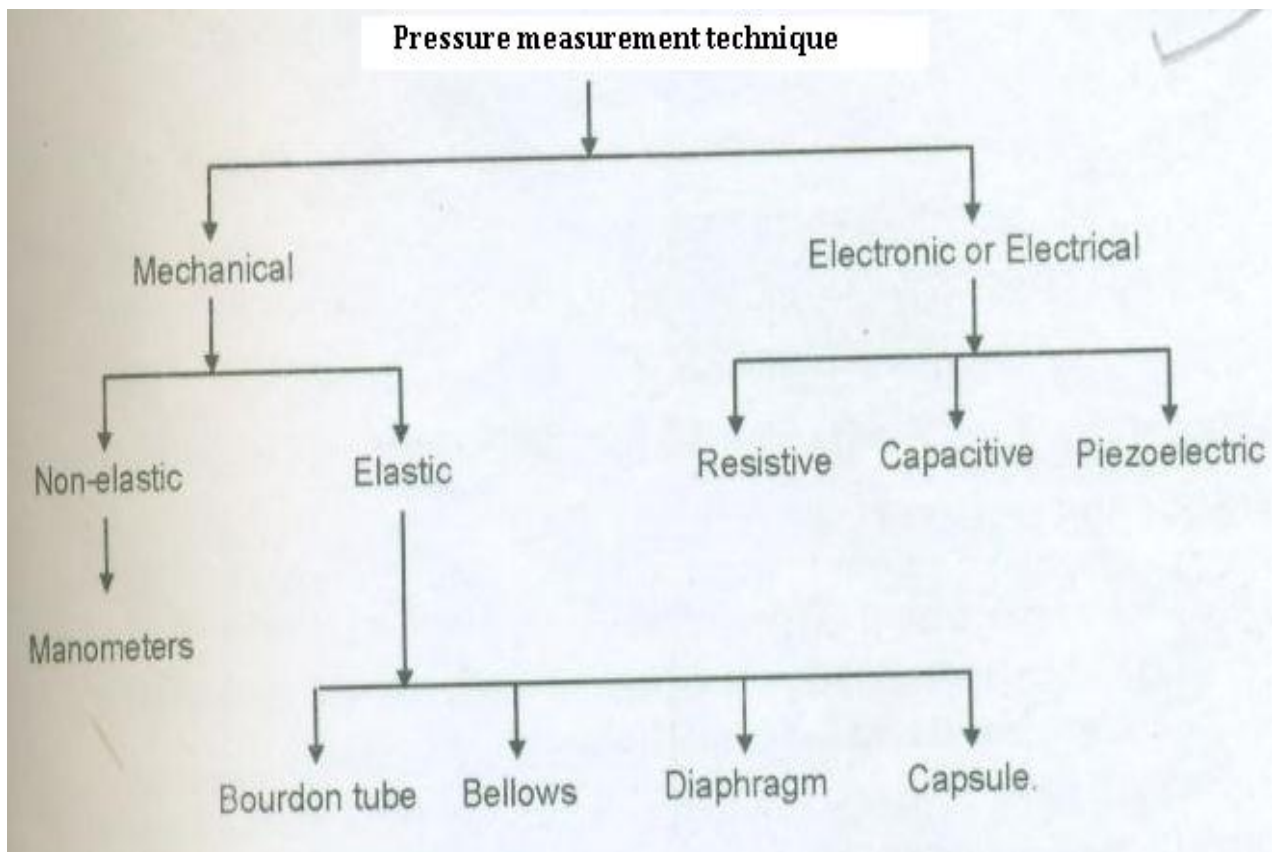 Pressure measurement technique
Mechanical
Electronic or Electrical
Non-elastic
Elastic
Resistive
Capacitive
Piezoelectric
Manometers
Bourdon tube
Bellows
Diaphragm
Capsule.